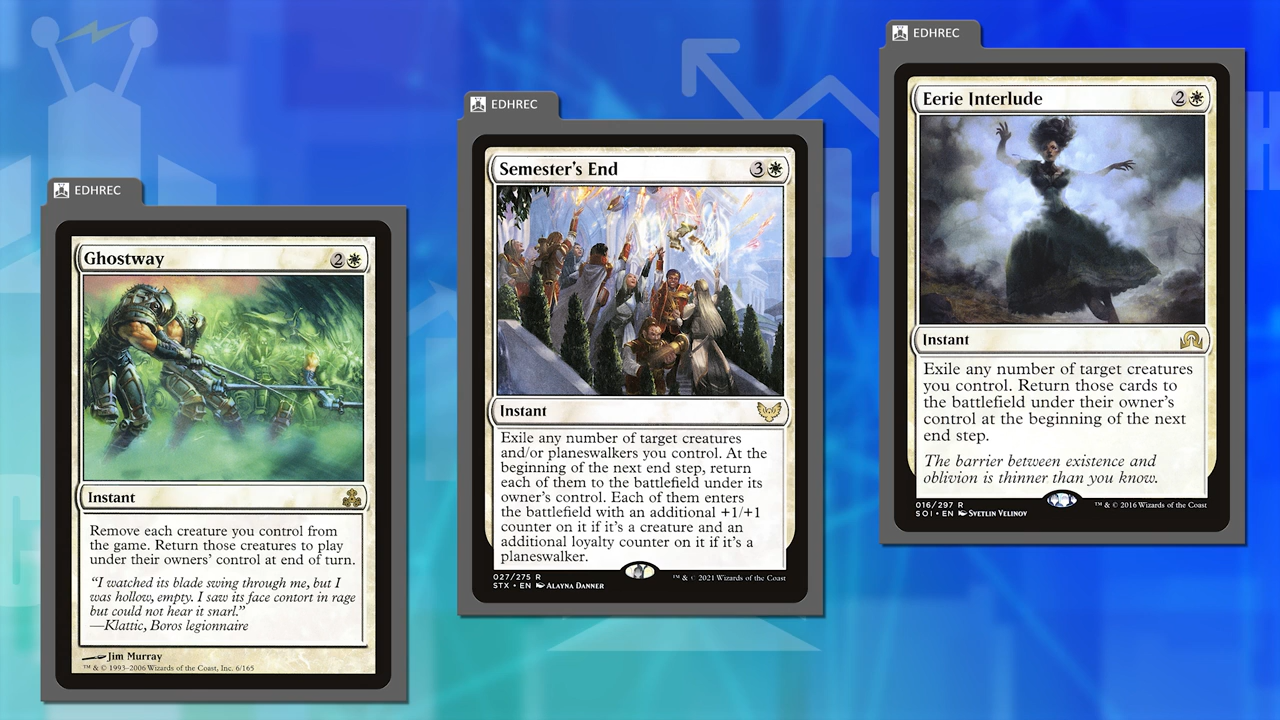 EDHREC
Ghostway 2
Instant
Remove each creature you control from
the game. Return those creatures to play
under their owners' control at end of turn.
“I watched its blade swing through me, but I
was hollow, empty. I saw its face contort in rage
but could not hear it snarl.”
—Klattic, Boros legionnaire
Jim Murray
™ & © 1993–2006 Wizards of the Coast, Inc. 6/165
EDHREC
Semester's End 3
Instant
Exile any number of target creatures
and/or planeswalkers you control. At the
beginning of the next end step, return
each of them to the battlefield under its
owner's control. Each of them enters
the battlefield with an additional +1/+1
counter on it if it's a creature and an
additional loyalty counter on it if it's a
planeswalker.
027/275 R
STX • EN Alayna Danner
™ & © 2021 Wizards of the Coast
EDHREC
Eerie Interlude 2
Instant
Exile any number of target creatures
you control. Return those cards to
the battlefield under their owner's
control at the beginning of the next
end step.
The barrier between existence and
oblivion is thinner than you know.
016/297 R
SOI • EN Svetlin Velinov
™ & © 2016 Wizards of the Coast